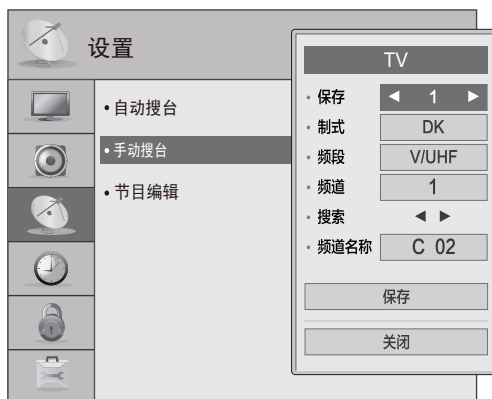 设置
• 自动搜台
• 手动搜台
• 节目编辑
TV
· 保存 ◀ 1 ▶
· 制式 DK
· 频段 V/UHF
· 频道 1
· 搜索 ◀ ▶
· 频道名称 C 02
保存
关闭